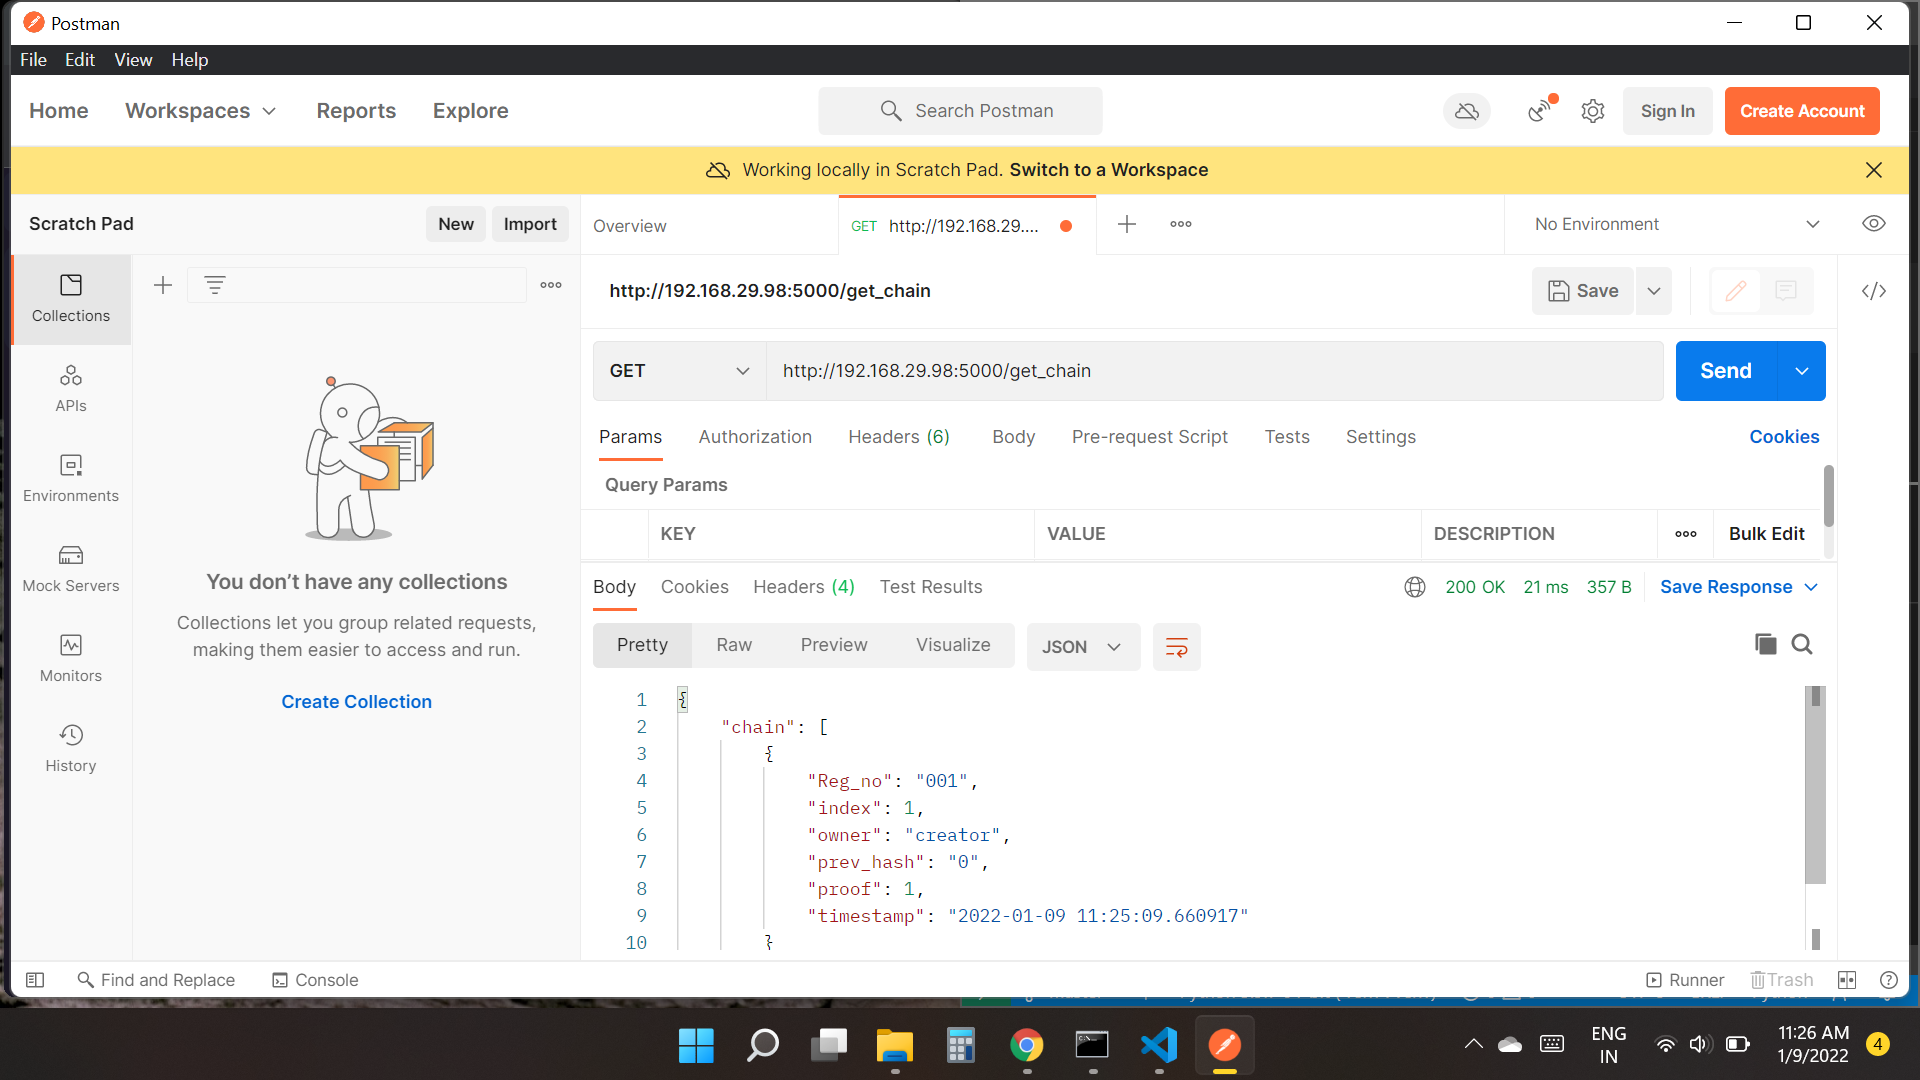 Postman
File Edit View Help
Home Workspaces Reports Explore Search Postman Sign In Create Account
Working locally in Scratch Pad. Switch to a Workspace
Scratch Pad New Import Overview GET http://192.168.29.... No Environment
http://192.168.29.98:5000/get_chain Save
Collections
GET http://192.168.29.98:5000/get_chain Send
APIs
Params Authorization Headers (6) Body Pre-request Script Tests Settings Cookies
Query Params
Environments
KEY VALUE DESCRIPTION Bulk Edit
Mock Servers
You don’t have any collections
Body Cookies Headers (4) Test Results 200 OK 21 ms 357 B Save Response
Collections let you group related requests,
making them easier to access and run.
Pretty Raw Preview Visualize JSON
Monitors
Create Collection
History
1 {
2 "chain": [
3 {
4 "Reg_no": "001",
5 "index": 1,
6 "owner": "creator",
7 "prev_hash": "0",
8 "proof": 1,
9 "timestamp": "2022-01-09 11:25:09.660917"
10 }
Find and Replace Console Runner Trash
ENG
IN
11:26 AM
1/9/2022
4